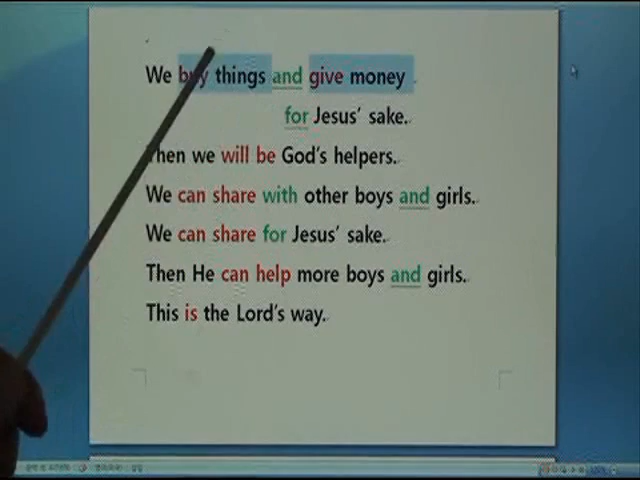 We buy things and give money
for Jesus' sake.
Then we will be God's helpers.
We can share with other boys and girls.
We can share for Jesus' sake.
Then He can help more boys and girls.
This is the Lord's way.